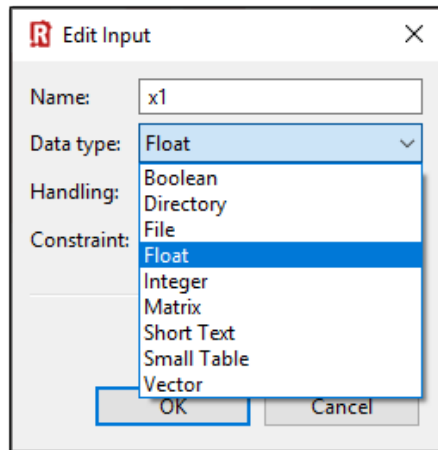 Edit Input
Name: x1
Data type: Float
Boolean
Handling: Directory
File
Constraint: Float
Integer
Matrix
Short Text
Small Table
Vector
OK Cancel